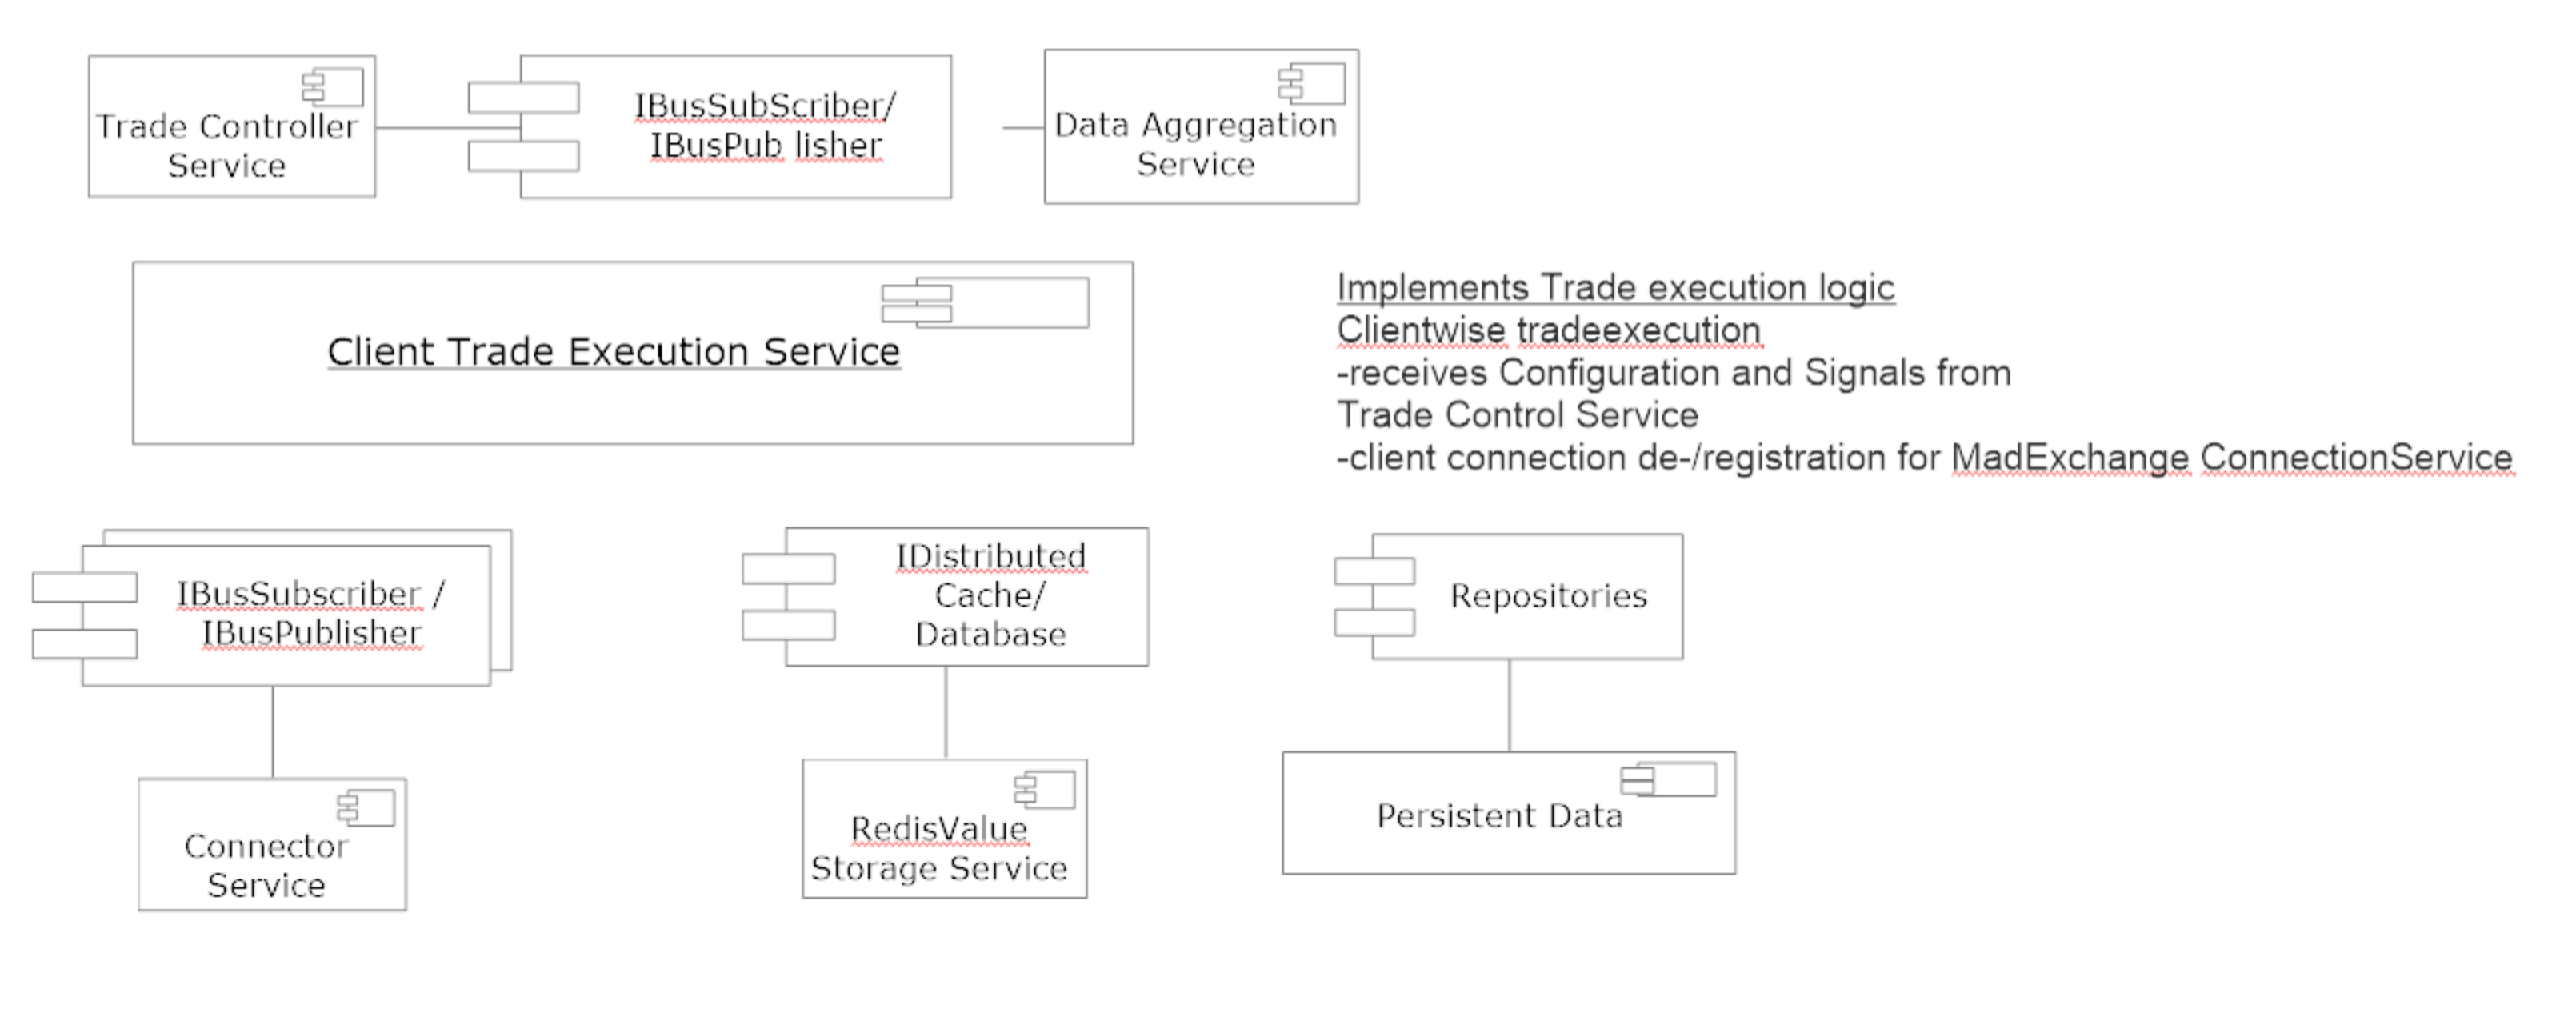 Trade Controller
Service
IBusSubScriber/
IBusPub lisher
Data Aggregation
Service
Client Trade Execution Service
Implements Trade execution logic
Clientwise tradeexecution
-receives Configuration and Signals from
Trade Control Service
-client connection de-/registration for MadExchange ConnectionService
IBusSubscriber /
IBusPublisher
IDistributed
Cache/
Database
Repositories
Connector
Service
RedisValue
Storage Service
Persistent Data